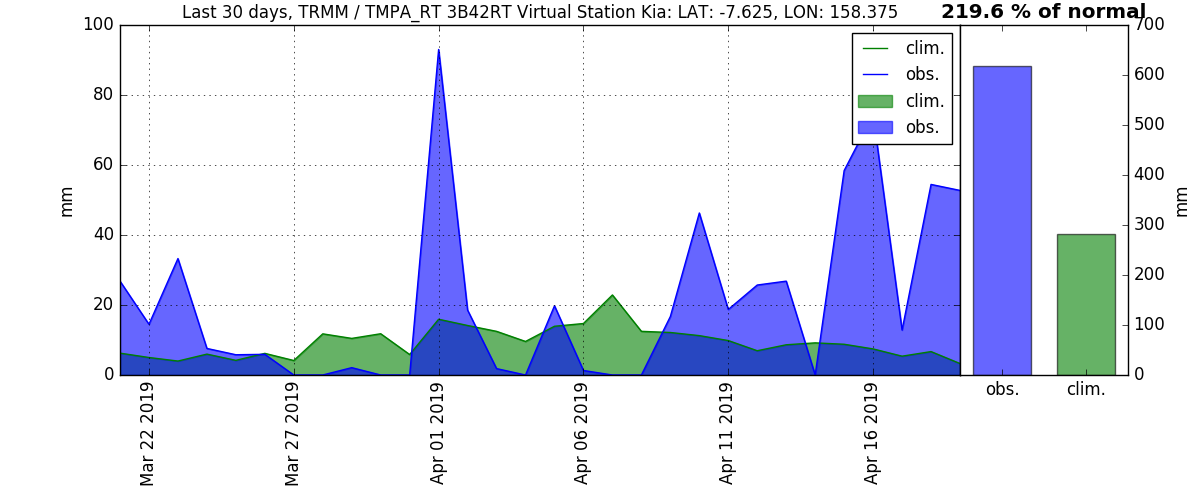 Last 30 days, TRMM / TMPA_RT 3B42RT Virtual Station Kia: LAT: -7.625, LON: 158.375
219.6 % of normal
100
80
60
40
20
0
mm
clim.
obs.
clim.
obs.
700
600
500
400
300
200
100
0
mm
Mar 22 2019
Mar 27 2019
Apr 01 2019
Apr 06 2019
Apr 11 2019
Apr 16 2019
obs.
clim.